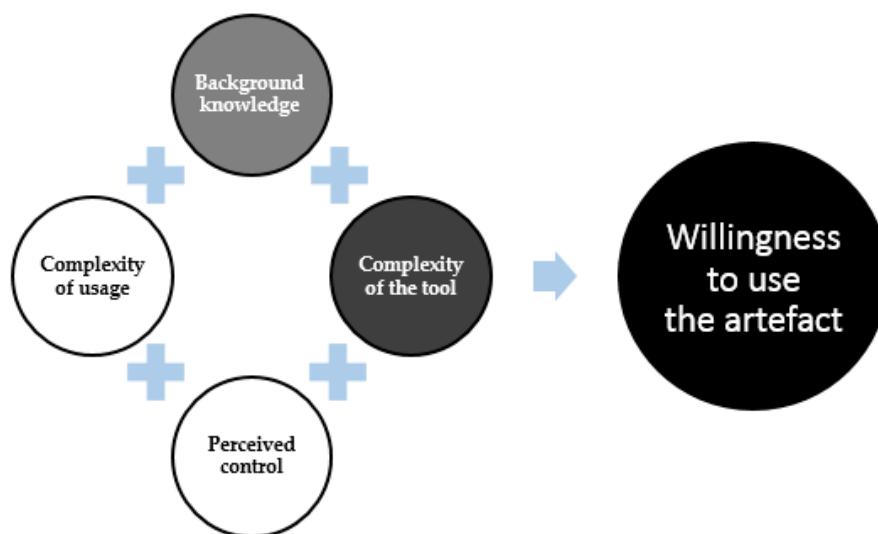 Background
knowledge
Complexity
of usage
Complexity
of the tool
Perceived
control
Willingness
to use
the artefact